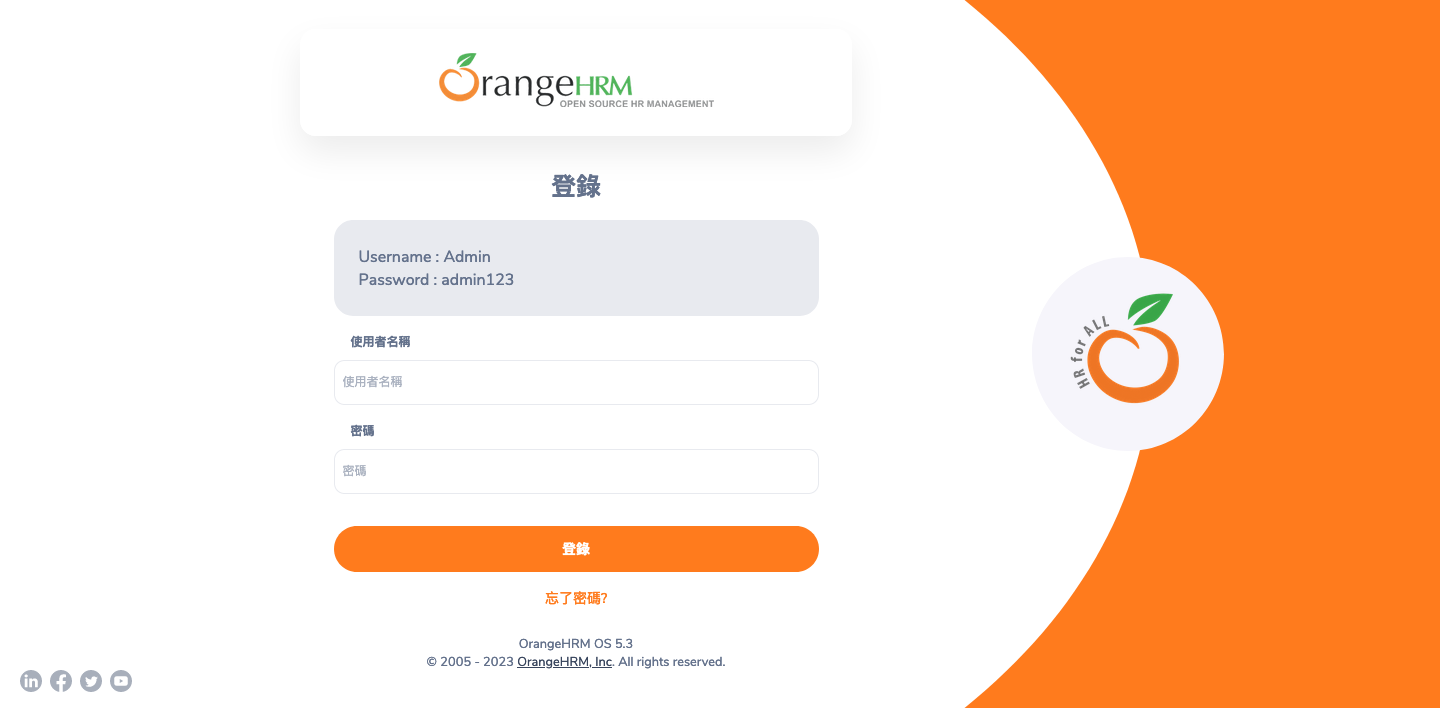 OrangeHRM
OPEN SOURCE HR MANAGEMENT
登錄
Username : Admin
Password : admin123
使用者名稱
使用者名稱
密碼
密碼
登錄
忘了密碼?
OrangeHRM OS 5.3
© 2005 - 2023 OrangeHRM, Inc. All rights reserved.
HR for ALL